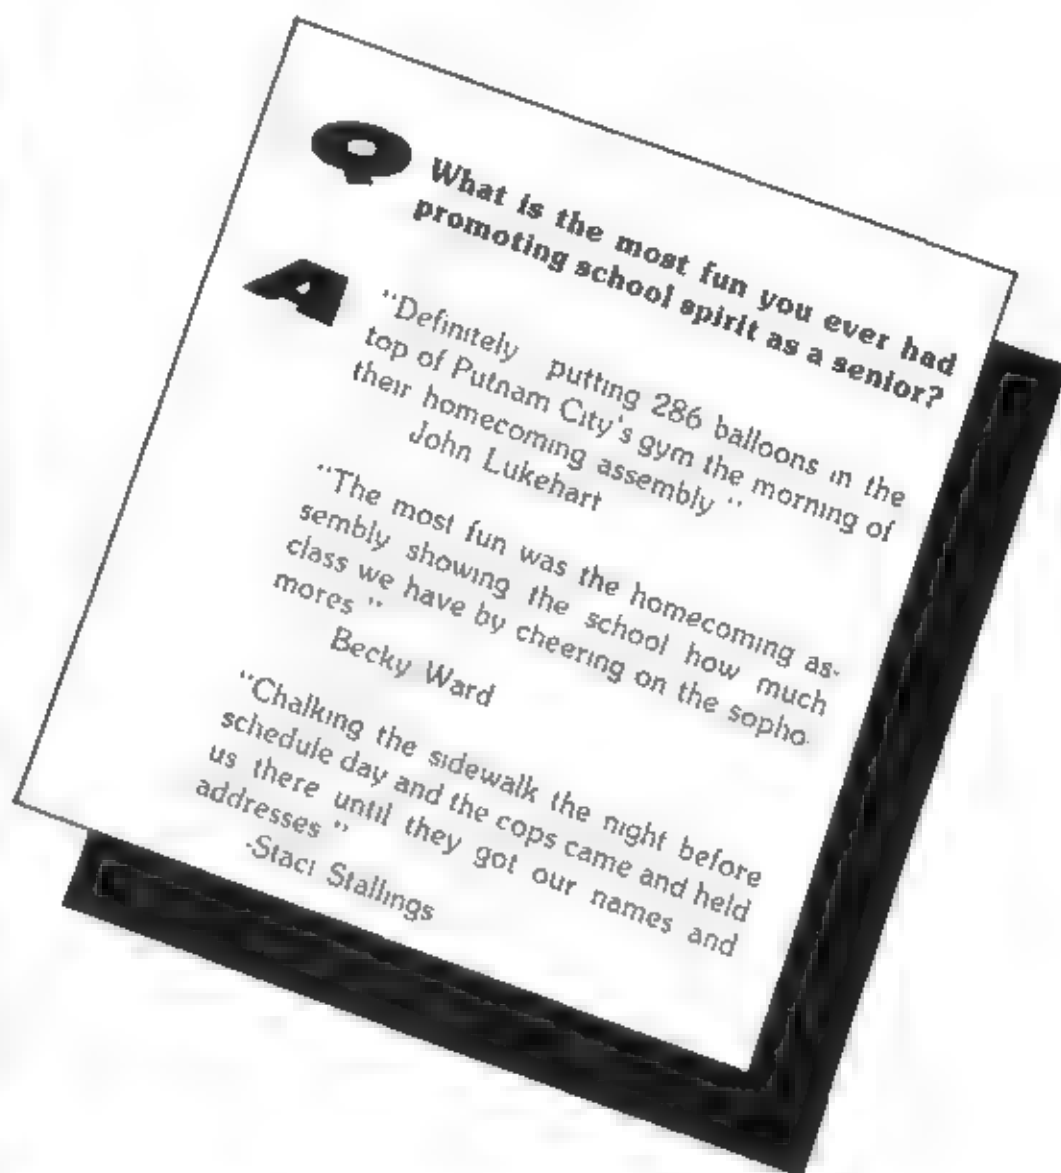 Q What is the most fun you ever had
promoting school spirit as a senior?
A "Definitely putting 286 balloons in the
top of Putnam City's gym the morning of
their homecoming assembly"
John Lukehart
"The most fun was the homecoming as-
sembly showing the school how much
class we have by cheering on the sopho-
mores"
Becky Ward
"Chalking the sidewalk the night before
schedule day and the cops came and held
us there until they got our names and
addresses"
-Staci Stallings